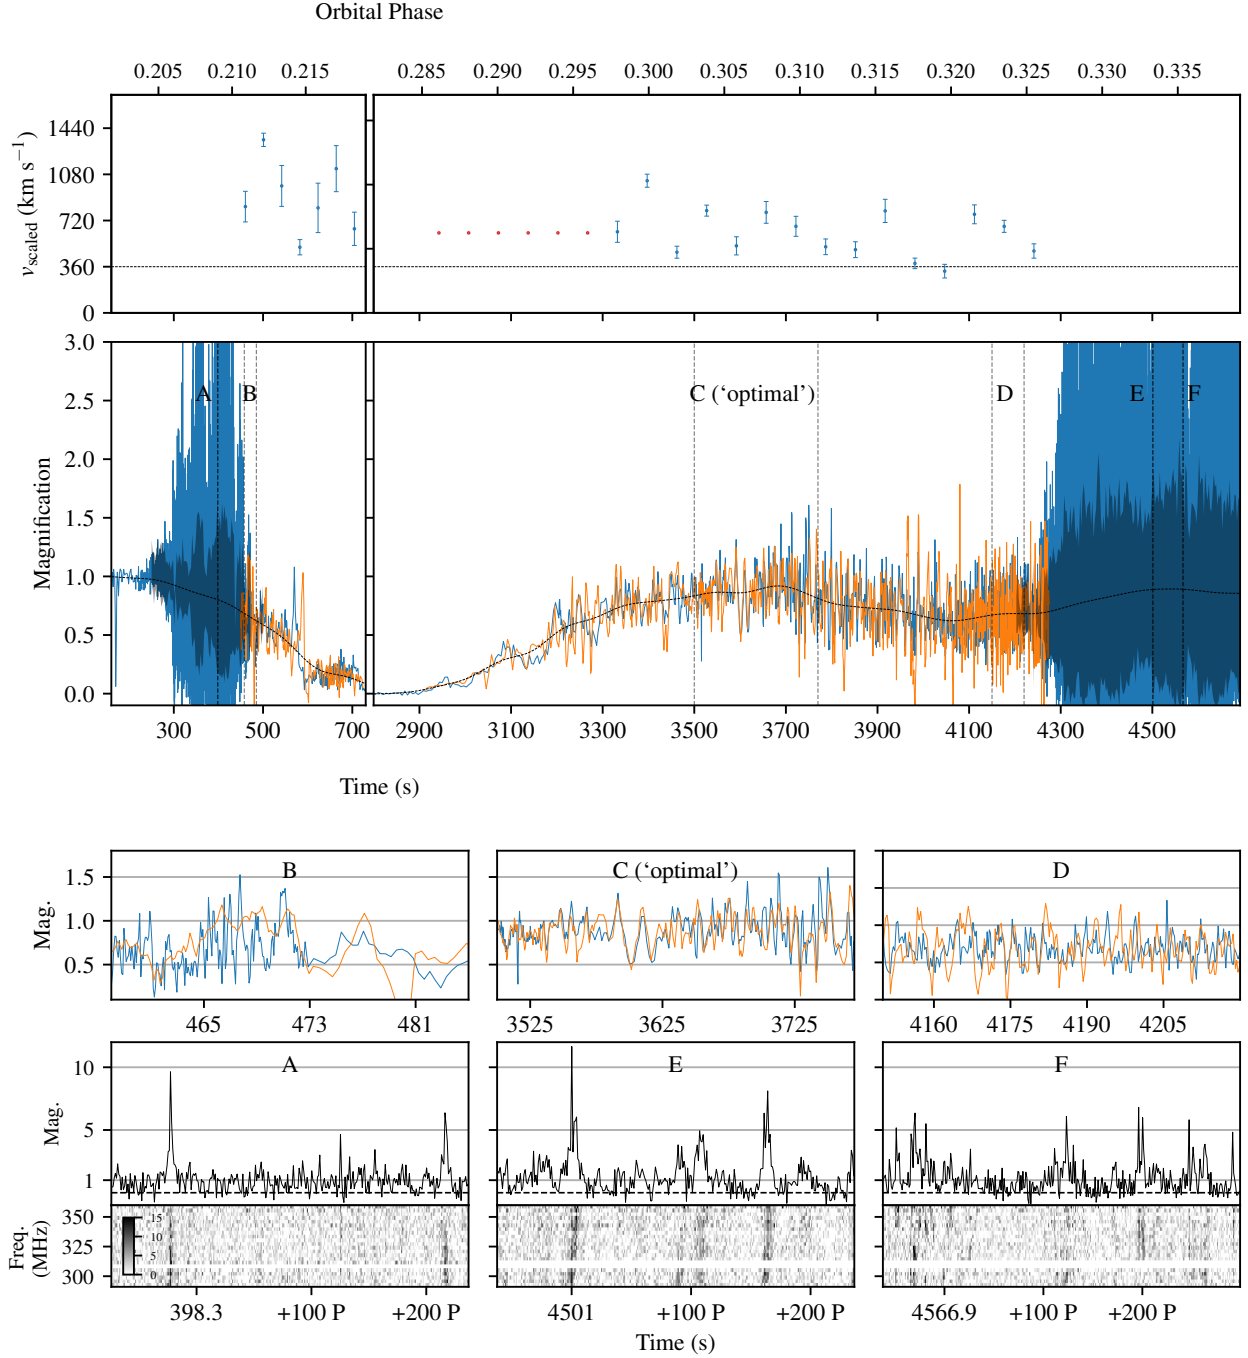 Orbital Phase
0.205 0.210 0.215 0.285 0.290 0.295 0.300 0.305 0.310 0.315 0.320 0.325 0.330 0.335
1440
1080
720
360
0
v_scaled (km s⁻¹)
3.0
2.5
2.0
1.5
1.0
0.5
0.0
Magnification
A B C (‘optimal’) D E F
300 500 700 2900 3100 3300 3500 3700 3900 4100 4300 4500
Time (s)
B C (‘optimal’) D
1.5
1.0
0.5
Mag.
465 473 481 3525 3625 3725 4160 4175 4190 4205
A E F
10
5
1
Mag.
350
325
300
Freq.
(MHz)
15
10
5
0
398.3 +100 P +200 P 4501 +100 P +200 P 4566.9 +100 P +200 P
Time (s)